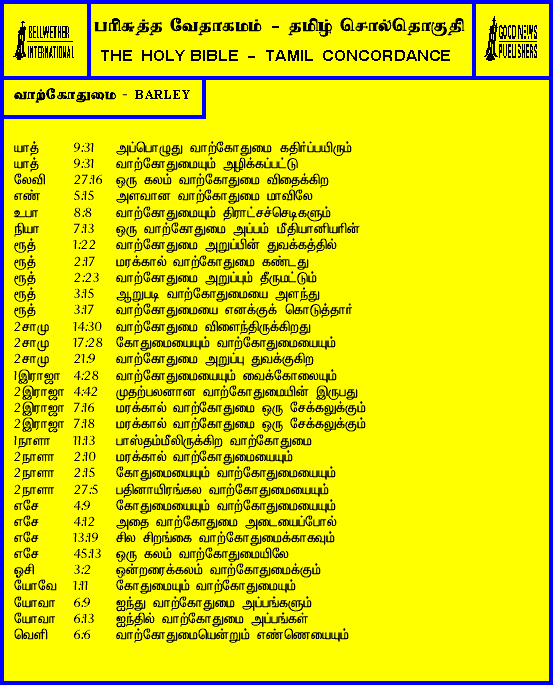 BELLWETHER
INTERNATIONAL
பரிசுத்த வேதாகமம் - தமிழ் சொல்தொகுதி
THE HOLY BIBLE - TAMIL CONCORDANCE
GOOD NEWS
PUBLISHERS
வாற்கோதுமை - BARLEY
யாத் 9:31 அப்பொழுது வாற்கோதுமை கதிர்ப்பயிரும்
யாத் 9:31 வாற்கோதுமையும் அழிக்கப்பட்டு
லேவி 27:16 ஒரு கலம் வாற்கோதுமை விதைக்கிற
எண் 5:15 அளவான வாற்கோதுமை மாவிலே
உபா 8:8 வாற்கோதுமையும் திராட்சச்செடிகளும்
நியா 7:13 ஒரு வாற்கோதுமை அப்பம் மீதியானியரின்
ரூத் 1:22 வாற்கோதுமை அறுப்பின் துவக்கத்தில்
ரூத் 2:17 மரக்கால் வாற்கோதுமை கண்டது
ரூத் 2:23 வாற்கோதுமை அறுப்பும் தீருமட்டும்
ரூத் 3:15 ஆறுபடி வாற்கோதுமையை அளந்து
ரூத் 3:17 வாற்கோதுமையை எனக்குக் கொடுத்தார்
2சாமு 14:30 வாற்கோதுமை விளைந்திருக்கிறது
2சாமு 17:28 கோதுமையையும் வாற்கோதுமையையும்
2சாமு 21:9 வாற்கோதுமை அறுப்பு துவக்குகிற
1இராஜா 4:28 வாற்கோதுமையையும் வைக்கோலையும்
2இராஜா 4:42 முதற்பலனான வாற்கோதுமையின் இருபது
2இராஜா 7:16 மரக்கால் வாற்கோதுமை ஒரு சேக்கலுக்கும்
2இராஜா 7:18 மரக்கால் வாற்கோதுமை ஒரு சேக்கலுக்கும்
1நாளா 11:13 பாஸ்தம்மீலிருக்கிற வாற்கோதுமை
2நாளா 2:10 மரக்கால் வாற்கோதுமையையும்
2நாளா 2:15 கோதுமையையும் வாற்கோதுமையையும்
2நாளா 27:5 பதினாயிரங்கல வாற்கோதுமையையும்
எசே 4:9 கோதுமையையும் வாற்கோதுமையையும்
எசே 4:12 அதை வாற்கோதுமை அடையைப்போல்
எசே 13:19 சில சிறங்கை வாற்கோதுமைக்காகவும்
எசே 45:13 ஒரு கலம் வாற்கோதுமையிலே
ஓசி 3:2 ஒன்றரைக்கலம் வாற்கோதுமைக்கும்
யோவே 1:11 கோதுமையும் வாற்கோதுமையும்
யோவா 6:9 ஐந்து வாற்கோதுமை அப்பங்களும்
யோவா 6:13 ஐந்தில் வாற்கோதுமை அப்பங்கள்
வெளி 6:6 வாற்கோதுமையென்றும் எண்ணெயையும்